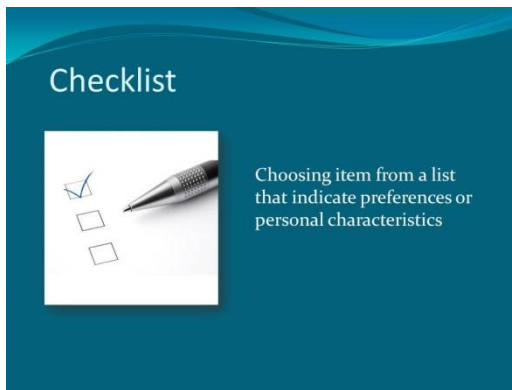 Checklist
Choosing item from a list
that indicate preferences or
personal characteristics